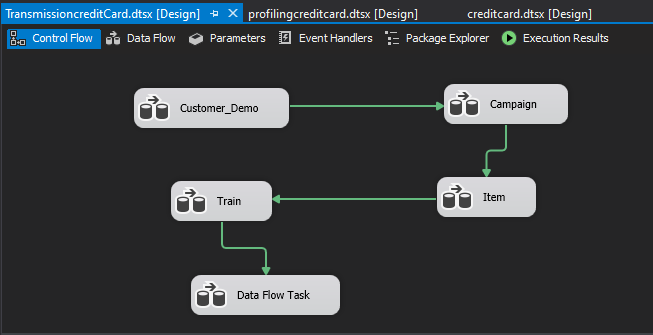 TransmissioncreditCard.dtsx [Design] profilingcreditcard.dtsx [Design] creditcard.dtsx [Design]
Control Flow Data Flow Parameters Event Handlers Package Explorer Execution Results
Customer_Demo Campaign
Train Item
Data Flow Task